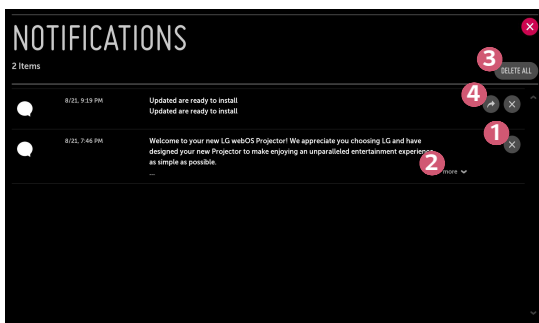 NOTIFICATIONS
2 Items
3
DELETE ALL
4
8/21, 9:19 PM
Updated are ready to install
Updated are ready to install
1
8/21, 7:46 PM
Welcome to your new LG webOS Projector! We appreciate you choosing LG and have
designed your new Projector to make enjoying an unparalleled entertainment experience
as simple as possible.
...
2
more